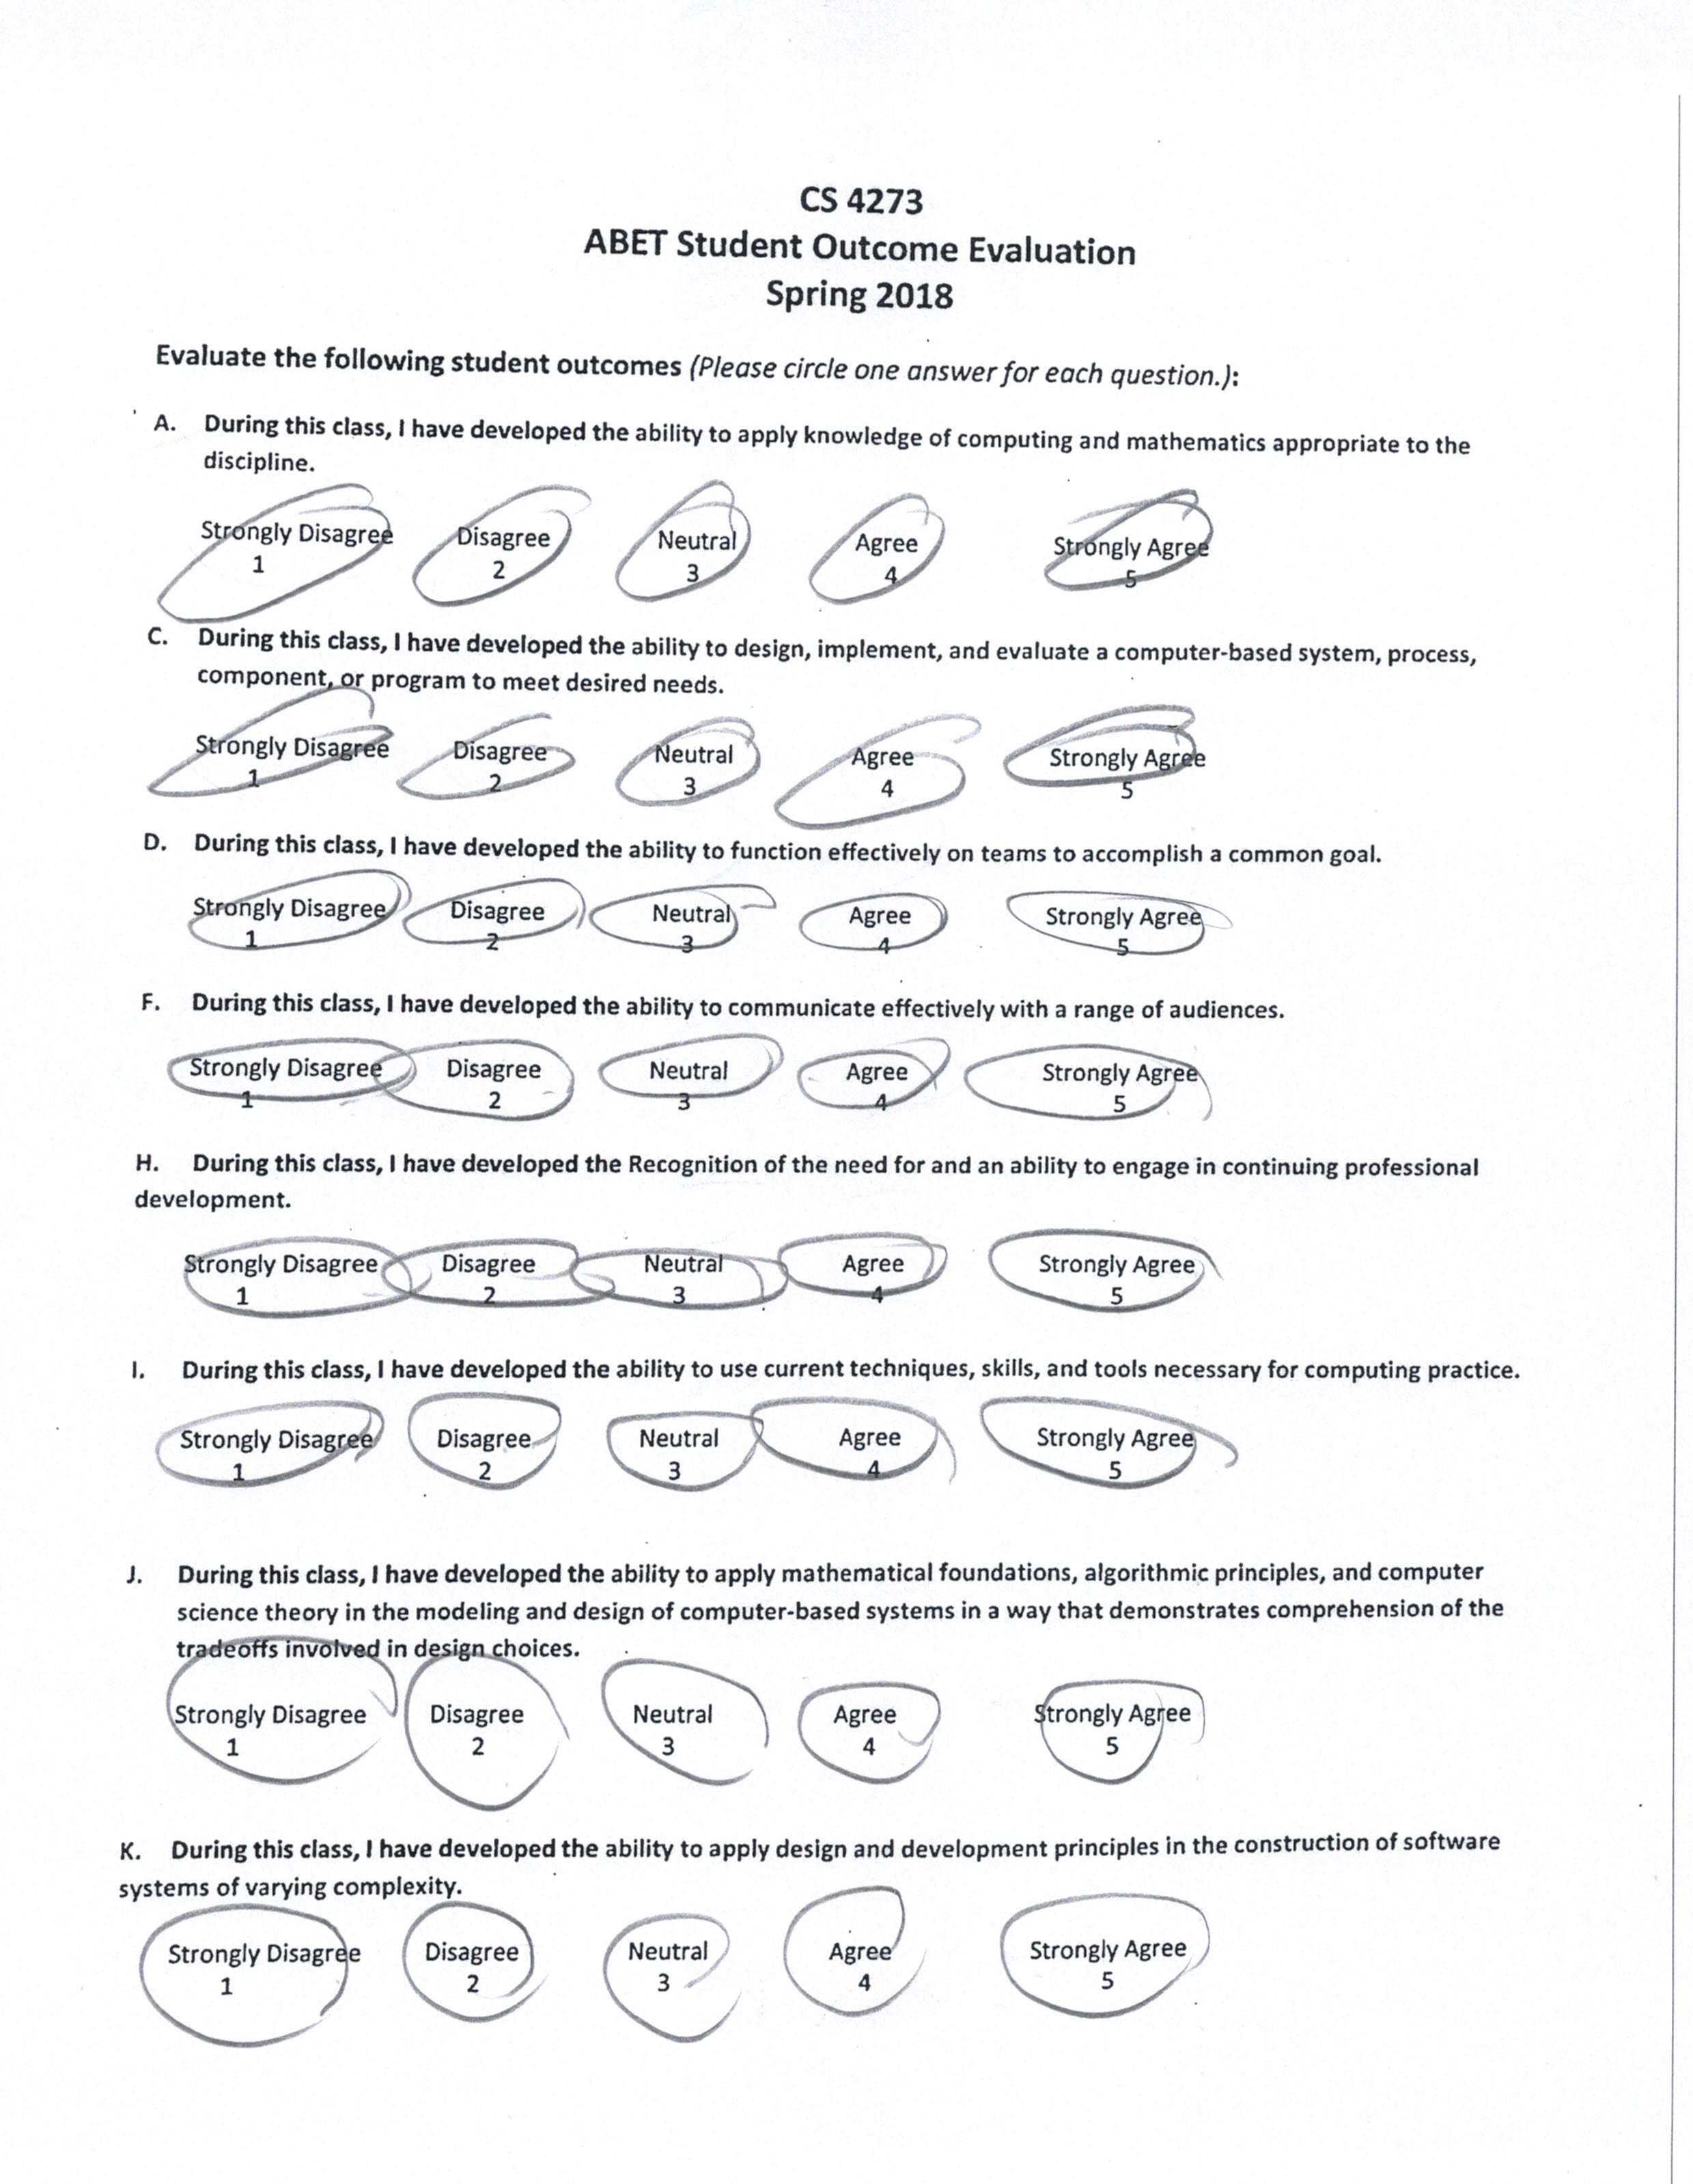 CS 4273
ABET Student Outcome Evaluation
Spring 2018
Evaluate the following student outcomes (Please circle one answer for each question.):
A. During this class, I have developed the ability to apply knowledge of computing and mathematics appropriate to the
discipline.
Strongly Disagree Disagree Neutral Agree Strongly Agree
1 2 3 4 5
C. During this class, I have developed the ability to design, implement, and evaluate a computer-based system, process,
component, or program to meet desired needs.
Strongly Disagree Disagree Neutral Agree Strongly Agree
1 2 3 4 5
D. During this class, I have developed the ability to function effectively on teams to accomplish a common goal.
Strongly Disagree Disagree Neutral Agree Strongly Agree
1 2 3 4 5
F. During this class, I have developed the ability to communicate effectively with a range of audiences.
Strongly Disagree Disagree Neutral Agree Strongly Agree
1 2 3 4 5
H. During this class, I have developed the Recognition of the need for and an ability to engage in continuing professional
development.
Strongly Disagree Disagree Neutral Agree Strongly Agree
1 2 3 4 5
I. During this class, I have developed the ability to use current techniques, skills, and tools necessary for computing practice.
Strongly Disagree Disagree Neutral Agree Strongly Agree
1 2 3 4 5
J. During this class, I have developed the ability to apply mathematical foundations, algorithmic principles, and computer
science theory in the modeling and design of computer-based systems in a way that demonstrates comprehension of the
tradeoffs involved in design choices.
Strongly Disagree Disagree Neutral Agree Strongly Agree
1 2 3 4 5
K. During this class, I have developed the ability to apply design and development principles in the construction of software
systems of varying complexity.
Strongly Disagree Disagree Neutral Agree Strongly Agree
1 2 3 4 5